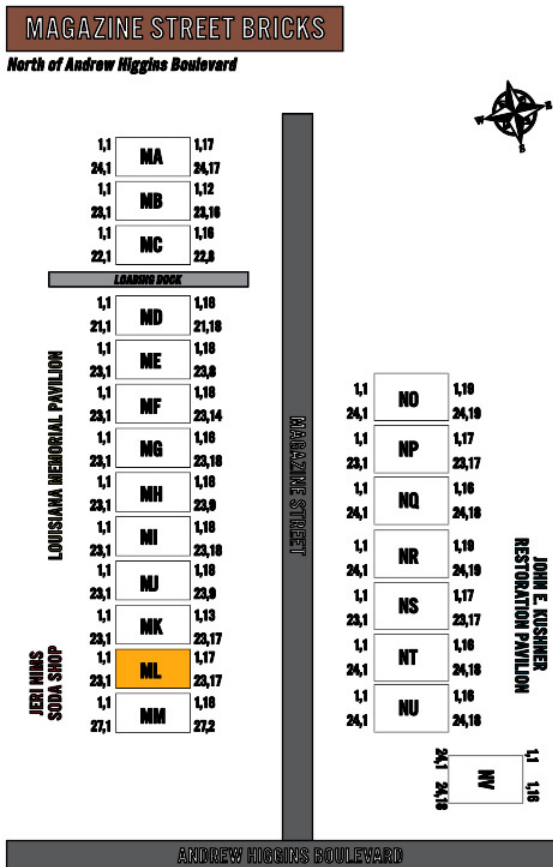 MAGAZINE STREET BRICKS
North of Andrew Higgins Boulevard
N
W
E
S
1,1 MA 1,17
24,1 24,17
1,1 MB 1,12
23,1 23,16
1,1 MC 1,16
22,1 22,8
LOADING DOCK
1,1 MD 1,18
21,1 21,18
1,1 ME 1,18
23,1 23,8
1,1 MF 1,18
23,1 23,14
1,1 MG 1,16
23,1 23,18
1,1 MH 1,18
23,1 23,9
1,1 MI 1,18
23,1 23,18
1,1 MJ 1,18
23,1 23,9
1,1 MK 1,13
23,1 23,17
1,1 ML 1,17
23,1 23,17
1,1 MM 1,18
27,1 27,2
LOUISIANA MEMORIAL PAVILION
JERI NIMS
SODA SHOP
MAGAZINE STREET
1,1 NO 1,19
24,1 24,19
1,1 NP 1,17
23,1 23,17
1,1 NQ 1,16
24,1 24,18
1,1 NR 1,19
24,1 24,19
1,1 NS 1,17
23,1 23,17
1,1 NT 1,16
24,1 24,18
1,1 NU 1,16
24,1 24,18
JOHN E. KUSHNER
RESTORATION PAVILION
24,1 1,1
NV
24,18 1,16
ANDREW HIGGINS BOULEVARD